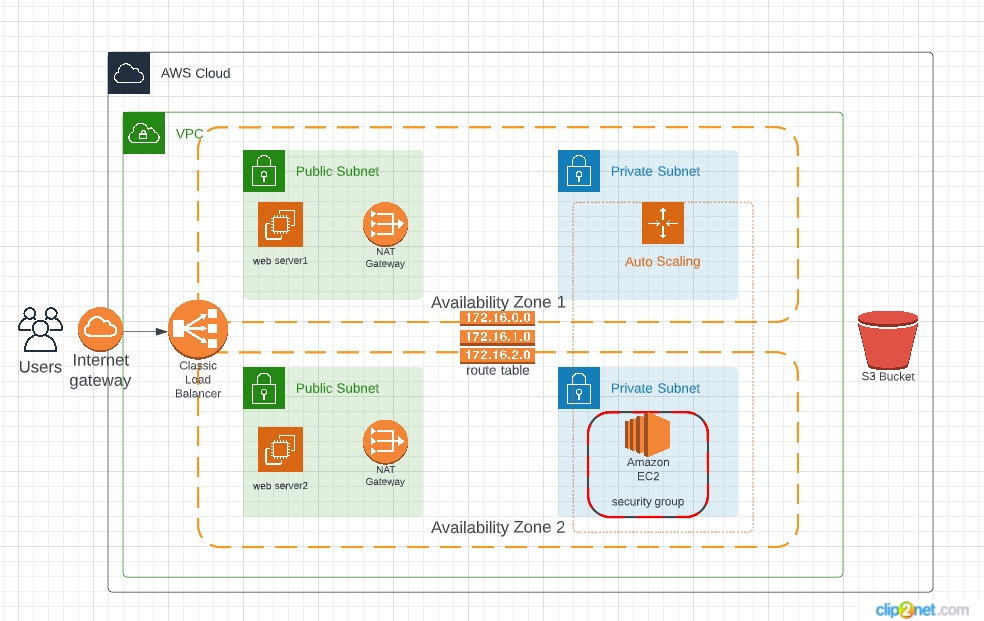 AWS Cloud
VPC
Public Subnet
Private Subnet
web server1
NAT
Gateway
Auto Scaling
Availability Zone 1
172.16.0.0
172.16.1.0
172.16.2.0
route table
Users
Internet
gateway
Classic
Load
Balancer
S3 Bucket
Public Subnet
Private Subnet
web server2
NAT
Gateway
Amazon
EC2
security group
Availability Zone 2
clip2net.com